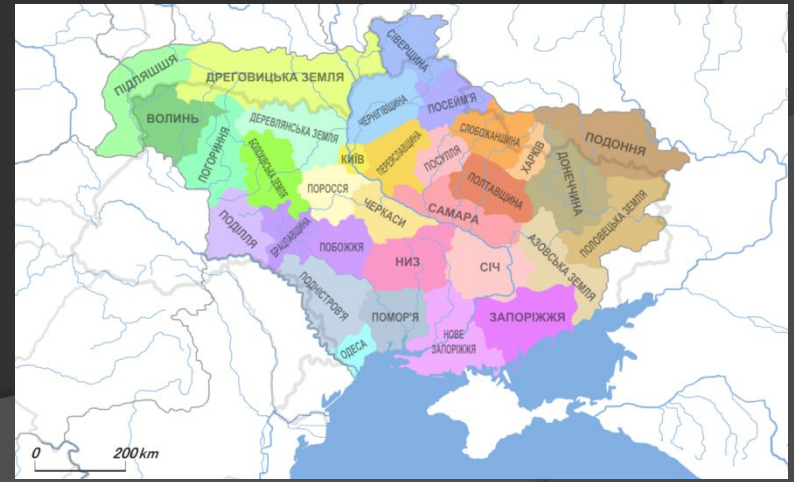 СІВЕРЩИНА
ПІДЛЯШШЯ
ДРЕГОВИЦЬКА ЗЕМЛЯ
ВОЛИНЬ
ПОГОРИННЯ
ДЕРЕВЛЯНСЬКА ЗЕМЛЯ
ЧЕРНІГІВЩИНА
ПОСЕЙМ'Я
БОЛОХІВСЬКА ЗЕМЛЯ
КИЇВ
ПЕРЕЯСЛАВЩИНА
ПОСУЛЛЯ
СЛОБОЖАНЩИНА
ХАРКІВ
ПОДОННЯ
ДОНЕЧЧИНА
ПОРОССЯ
ЧЕРКАСИ
ПОЛТАВЩИНА
САМАРА
ПОЛОВЕЦЬКА ЗЕМЛЯ
ПОДІЛЛЯ
БРАЦЛАВЩИНА
ПОБОЖЖЯ
НИЗ
СІЧ
АЗОВСЬКА ЗЕМЛЯ
ПОДНІСТРОВ'Я
ПОМОР'Я
НОВЕ
ЗАПОРІЖЖЯ
ЗАПОРІЖЖЯ
ОДЕСА
0 200km